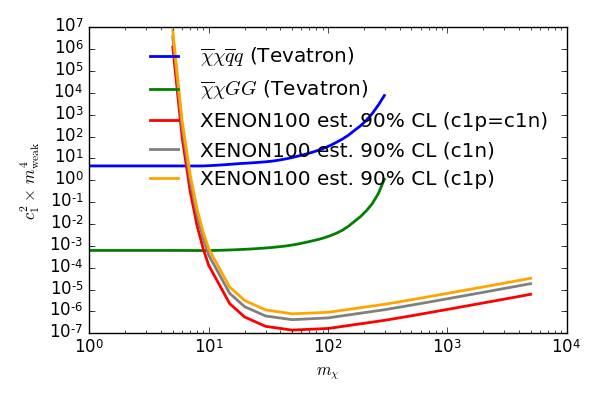 10^7
10^6
10^5
10^4
10^3
10^2
10^1
10^0
10^-1
10^-2
10^-3
10^-4
10^-5
10^-6
10^-7
c_1^2 × m_weak^4
χ̅χq̅q (Tevatron)
χ̅χGG (Tevatron)
XENON100 est. 90% CL (c1p=c1n)
XENON100 est. 90% CL (c1n)
XENON100 est. 90% CL (c1p)
10^0 10^1 10^2 10^3 10^4
m_χ